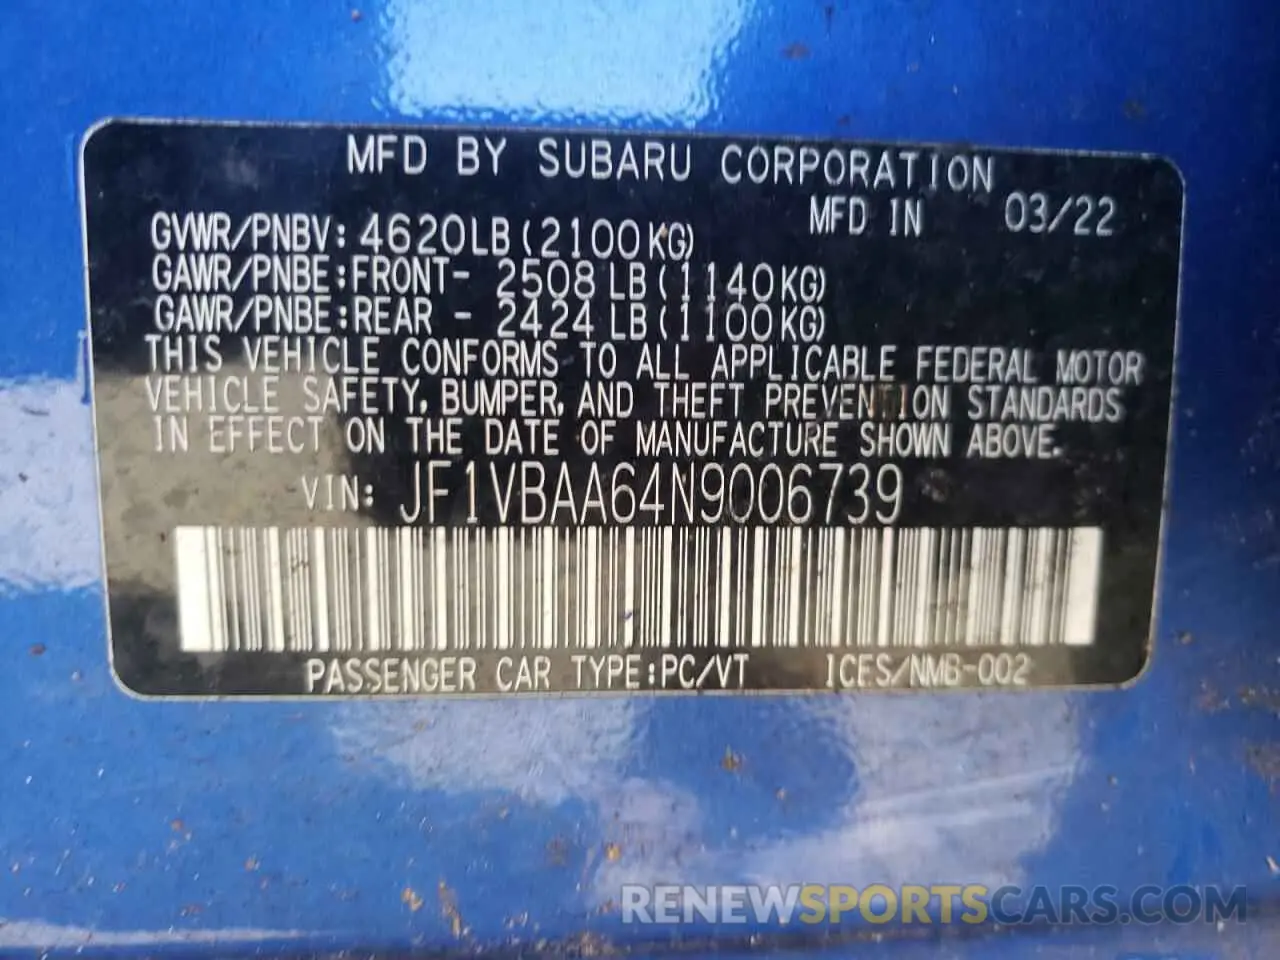 MFD BY SUBARU CORPORATION
MFD IN 03/22
GVWR/PNBV: 4620LB(2100KG)
GAWR/PNBE:FRONT- 2508 LB(1140KG)
GAWR/PNBE:REAR - 2424 LB(1100KG)
THIS VEHICLE CONFORMS TO ALL APPLICABLE FEDERAL MOTOR
VEHICLE SAFETY, BUMPER, AND THEFT PREVENTION STANDARDS
IN EFFECT ON THE DATE OF MANUFACTURE SHOWN ABOVE.
VIN: JF1VBAA64N9006739
PASSENGER CAR TYPE:PC/VT ICES/NMB-002
RENEWSPORTSCARS.COM